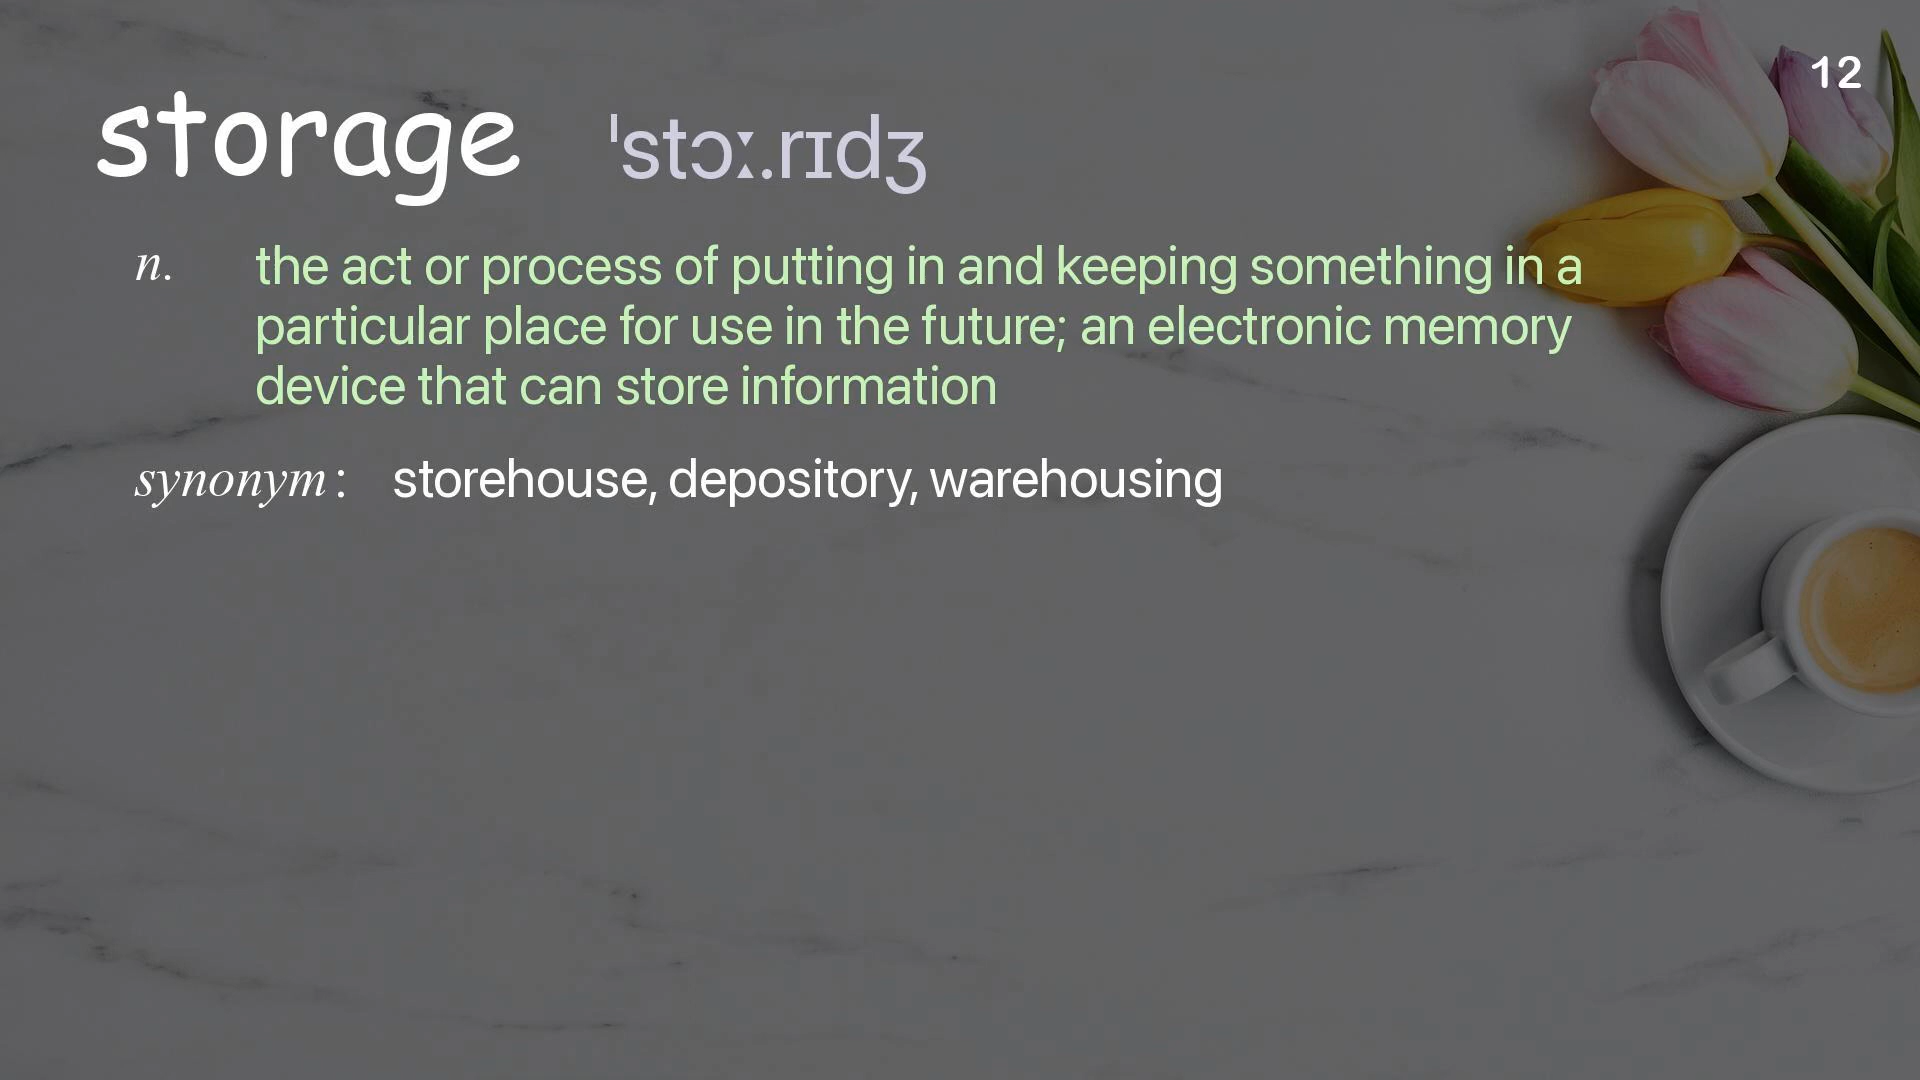 12
storage ˈstɔː.rɪdʒ
n. the act or process of putting in and keeping something in a
particular place for use in the future; an electronic memory
device that can store information
synonym : storehouse, depository, warehousing